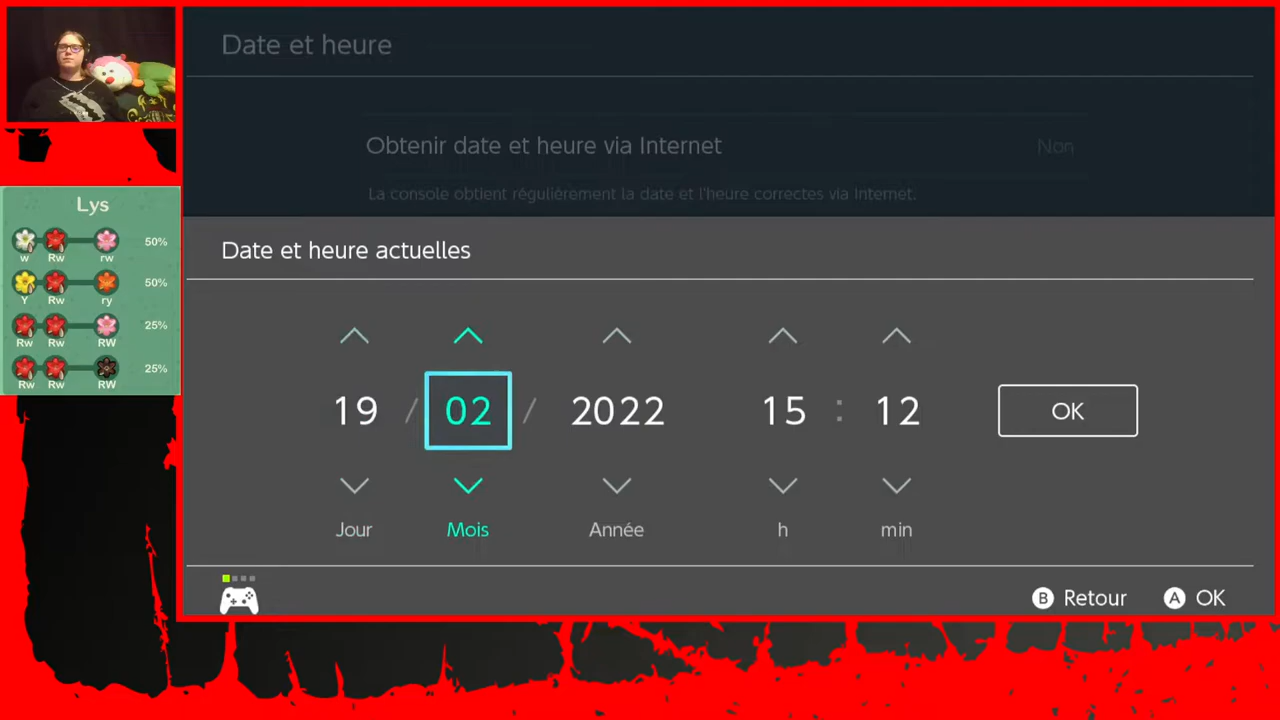 Date et heure
Obtenir date et heure via Internet Non
La console obtient régulièrement la date et l'heure correctes via Internet.
Date et heure actuelles
19 / 02 / 2022 15 : 12 OK
Jour Mois Année h min
B Retour A OK
Lys
50%
w Rw rw
50%
Y Rw ry
25%
Rw Rw RW
25%
Rw Rw RW